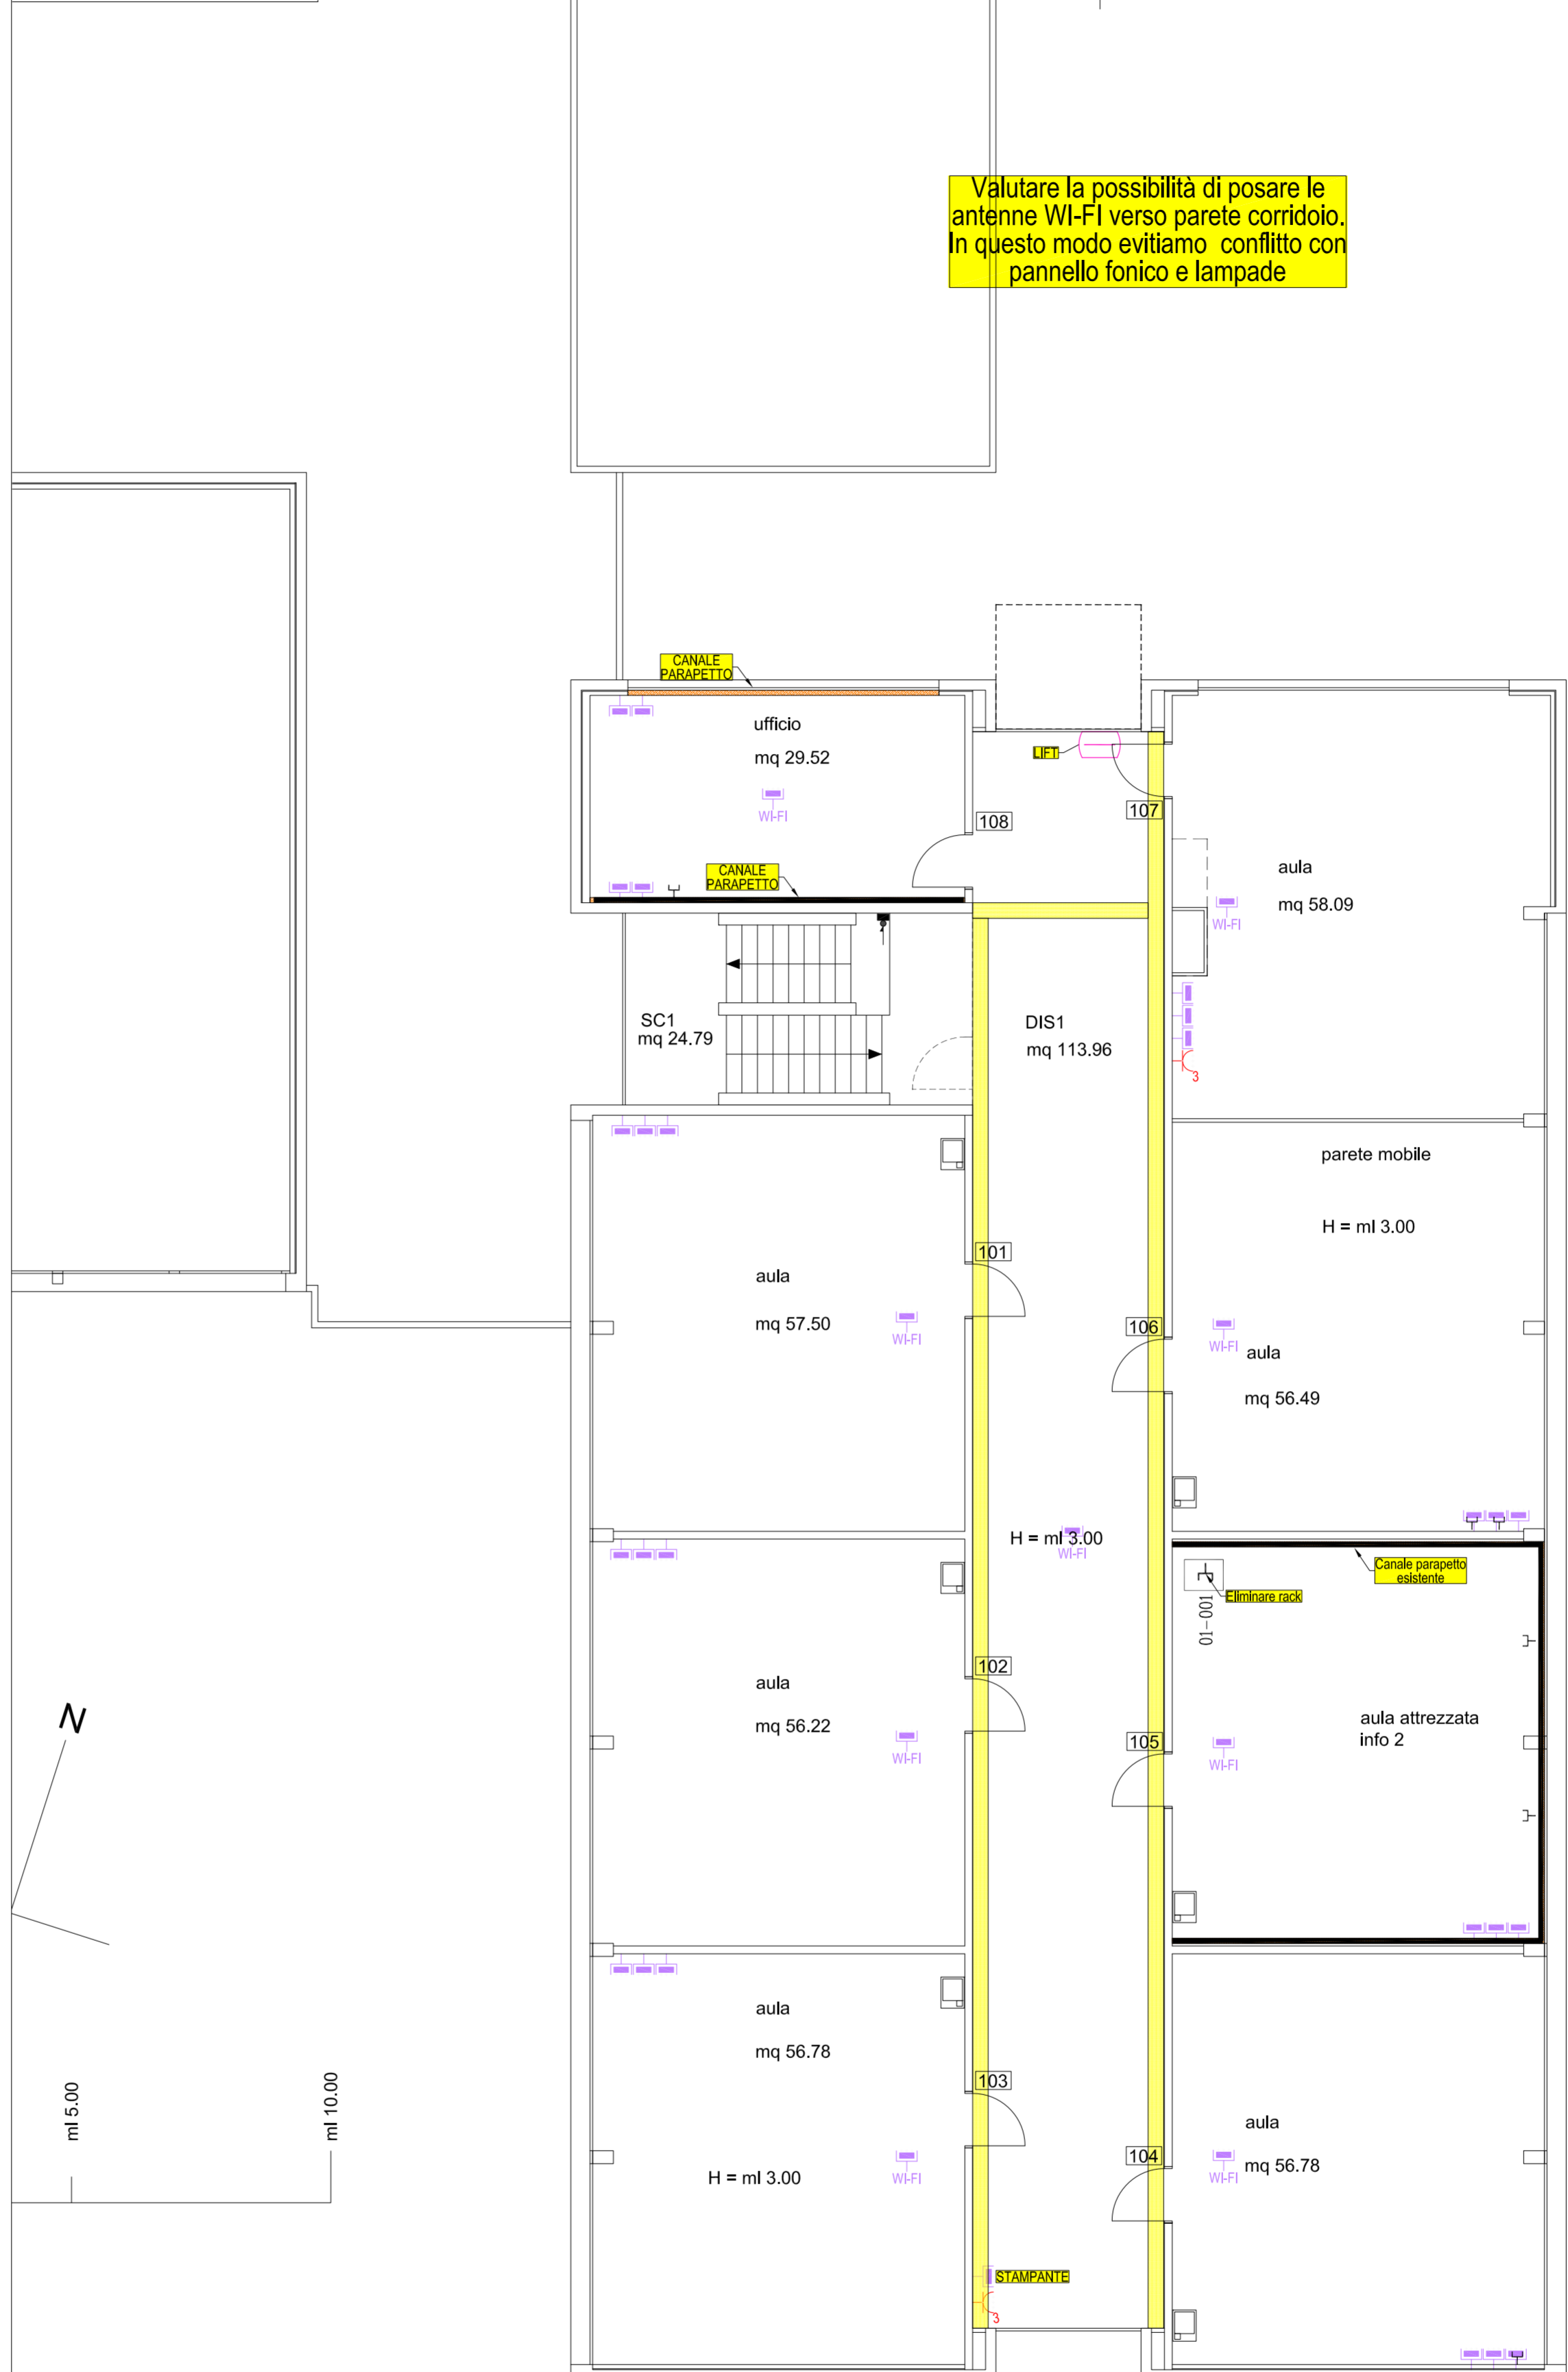 Valutare la possibilità di posare le
antenne WI-FI verso parete corridoio.
In questo modo evitiamo conflitto con
pannello fonico e lampade
CANALE
PARAPETTO
ufficio
mq 29.52
WI-FI
LIFT
108
107
CANALE
PARAPETTO
aula
mq 58.09
WI-FI
SC1
mq 24.79
DIS1
mq 113.96
3
parete mobile
H = ml 3.00
101
aula
mq 57.50
WI-FI
106
WI-FI
aula
mq 56.49
H = ml 3.00
WI-FI
Canale parapetto
esistente
Eliminare rack
01-001
102
aula
mq 56.22
WI-FI
105
WI-FI
aula attrezzata
info 2
N
aula
mq 56.78
103
H = ml 3.00
WI-FI
104
WI-FI
aula
mq 56.78
ml 5.00
ml 10.00
STAMPANTE
3